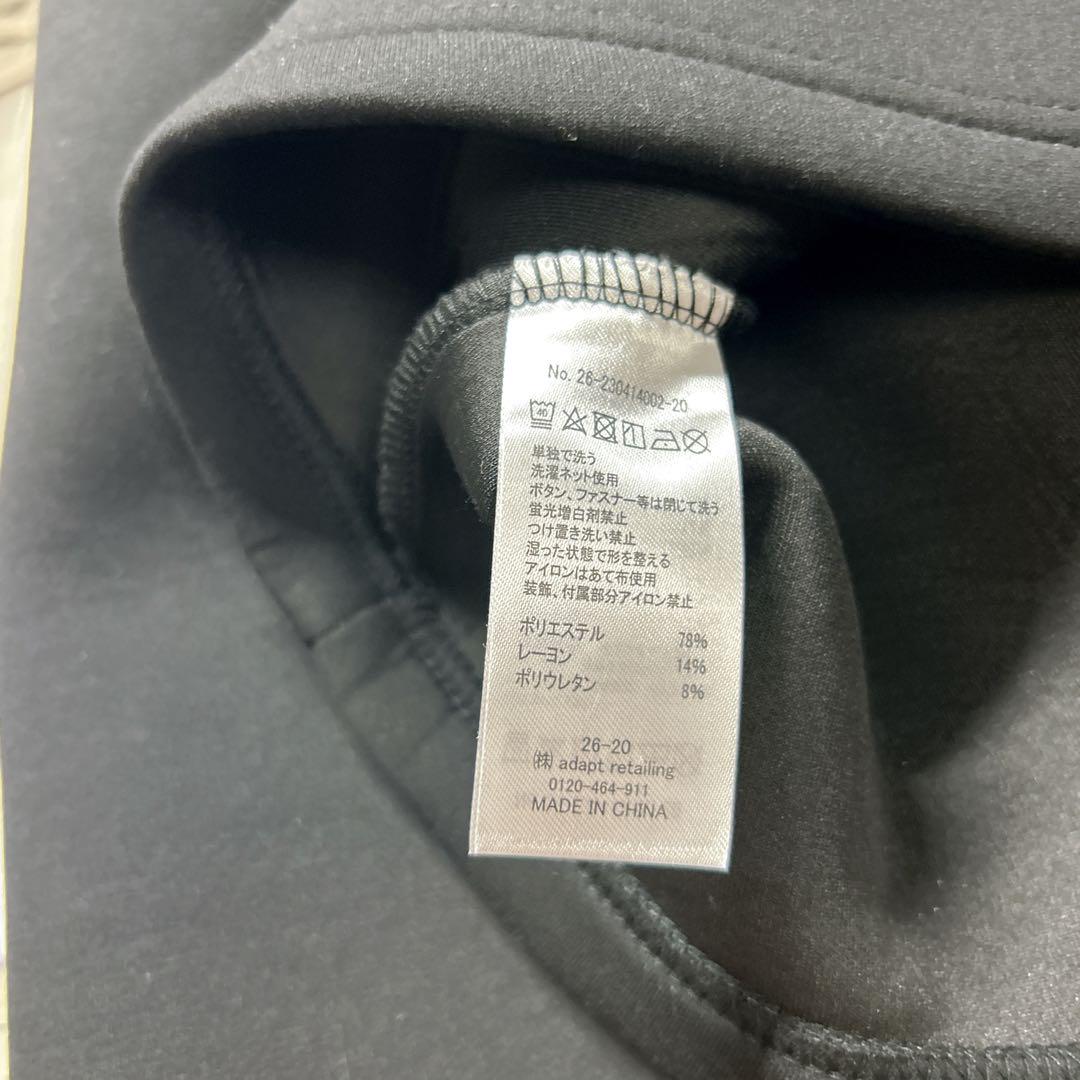 No. 26-230414002-20
40
単独で洗う
洗濯ネット使用
ボタン、ファスナー等は閉じて洗う
蛍光増白剤禁止
つけ置き洗い禁止
湿った状態で形を整える
アイロンはあて布使用
装飾、付属部分アイロン禁止
ポリエステル 78%
レーヨン 14%
ポリウレタン 8%
26-20
㈱ adapt retailing
0120-464-911
MADE IN CHINA